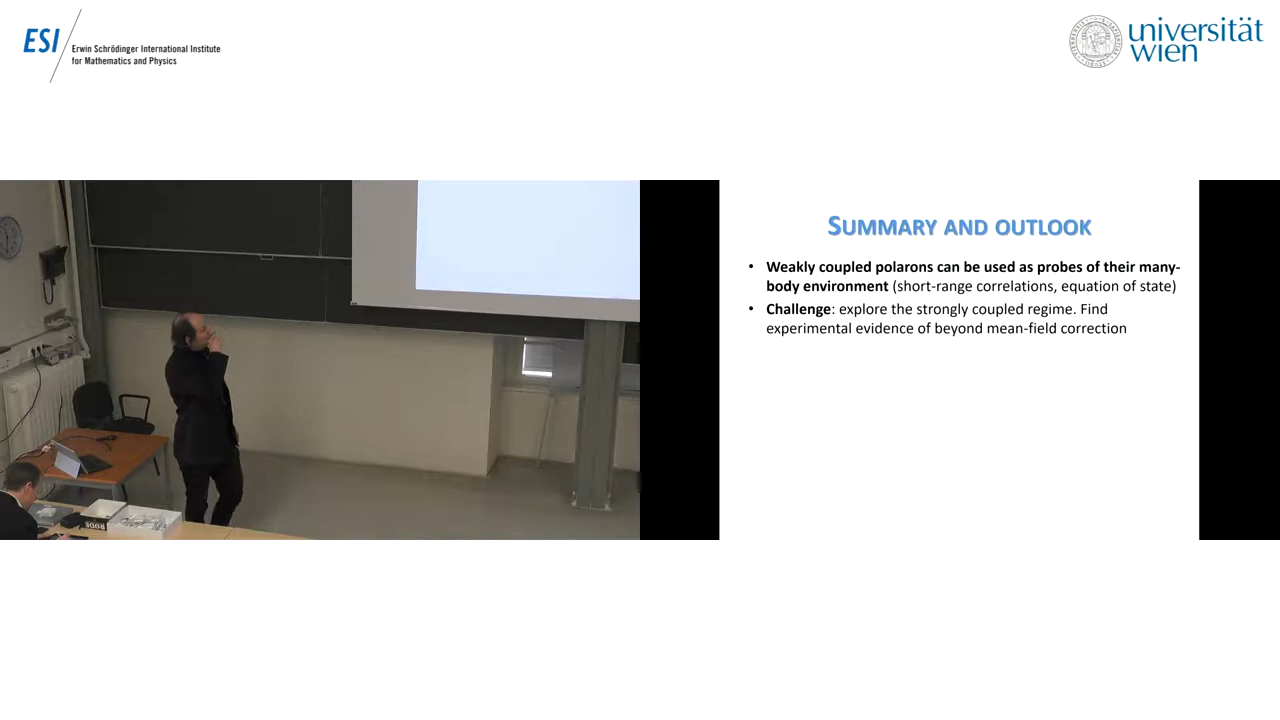 ESI
Erwin Schrödinger International Institute
for Mathematics and Physics
universität
wien
SUMMARY AND OUTLOOK
• Weakly coupled polarons can be used as probes of their many-
body environment (short-range correlations, equation of state)
• Challenge: explore the strongly coupled regime. Find
experimental evidence of beyond mean-field correction
RODE